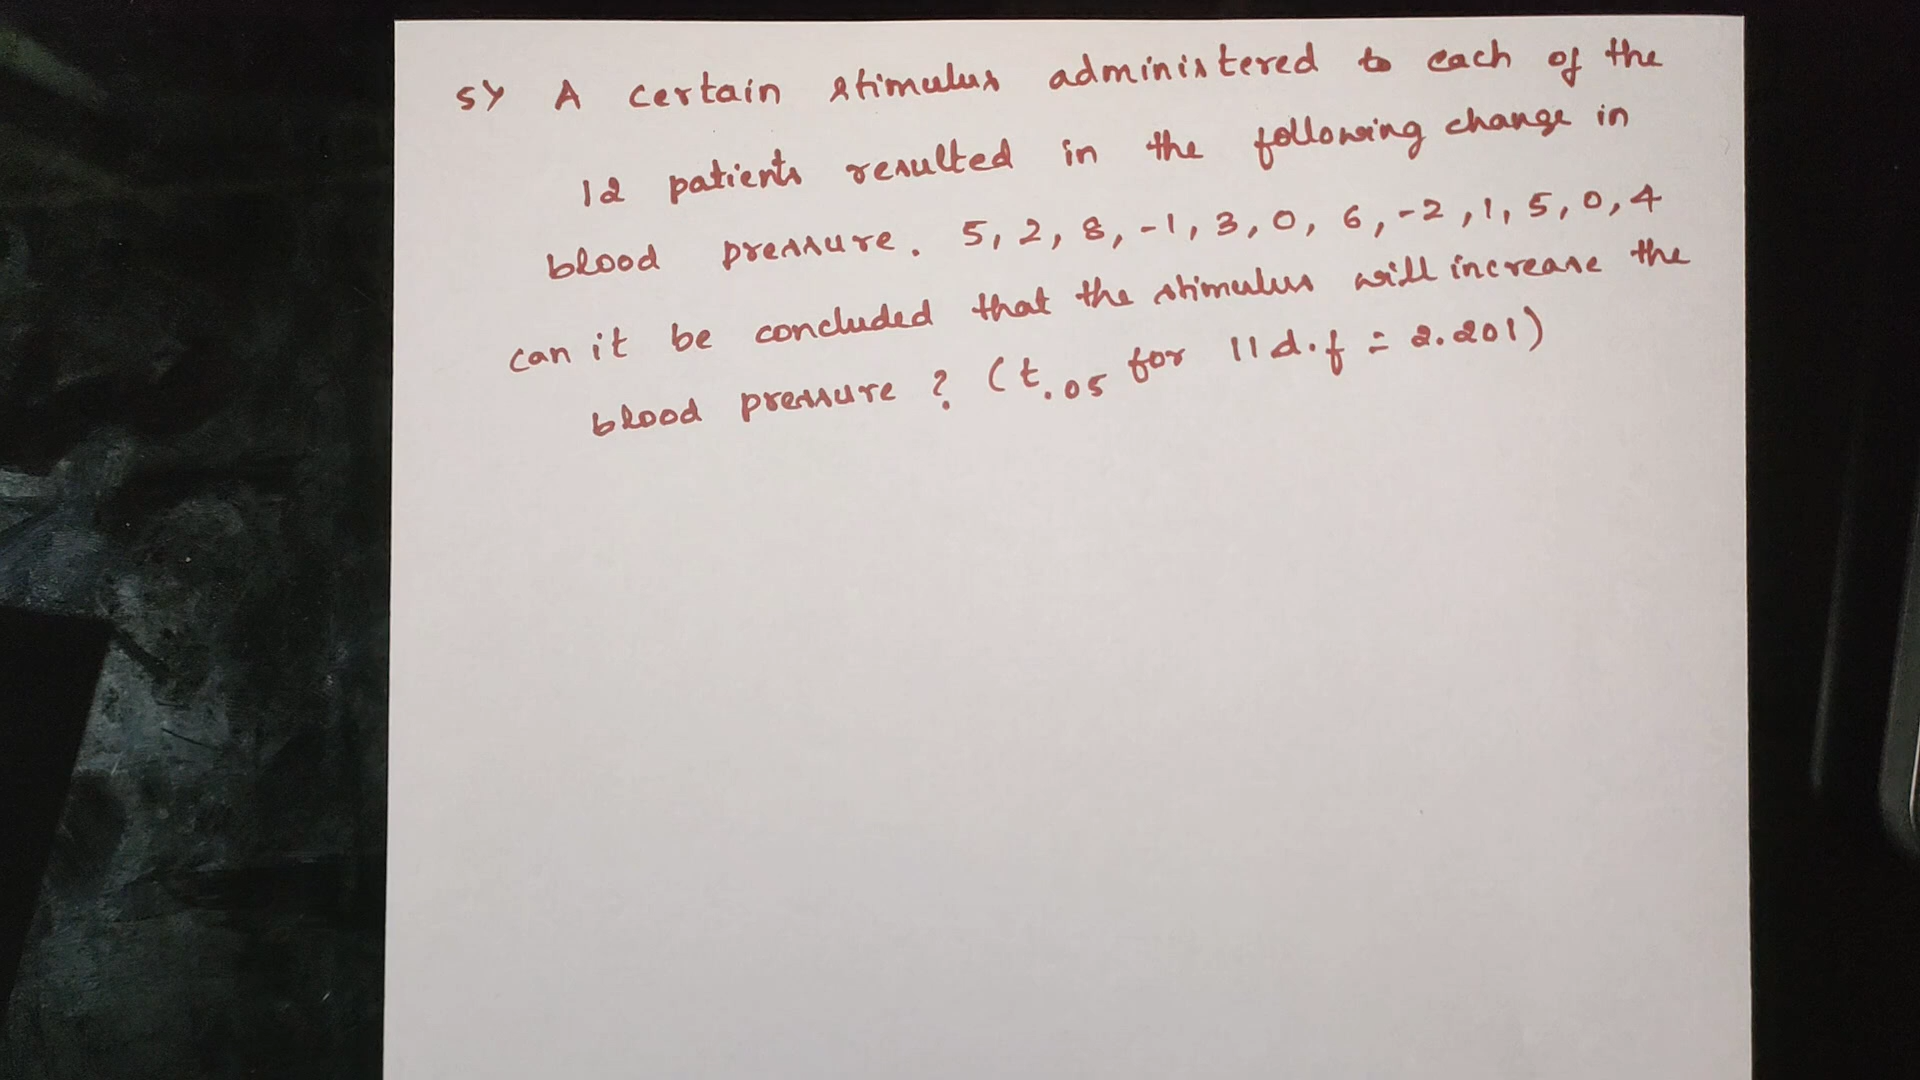 5) A certain stimulus administered to each of the
12 patients resulted in the following change in
blood pressure. 5, 2, 8, -1, 3, 0, 6, -2, 1, 5, 0, 4
can it be concluded that the stimulus will increase the
blood pressure? (t.05 for 11 d.f = 2.201)